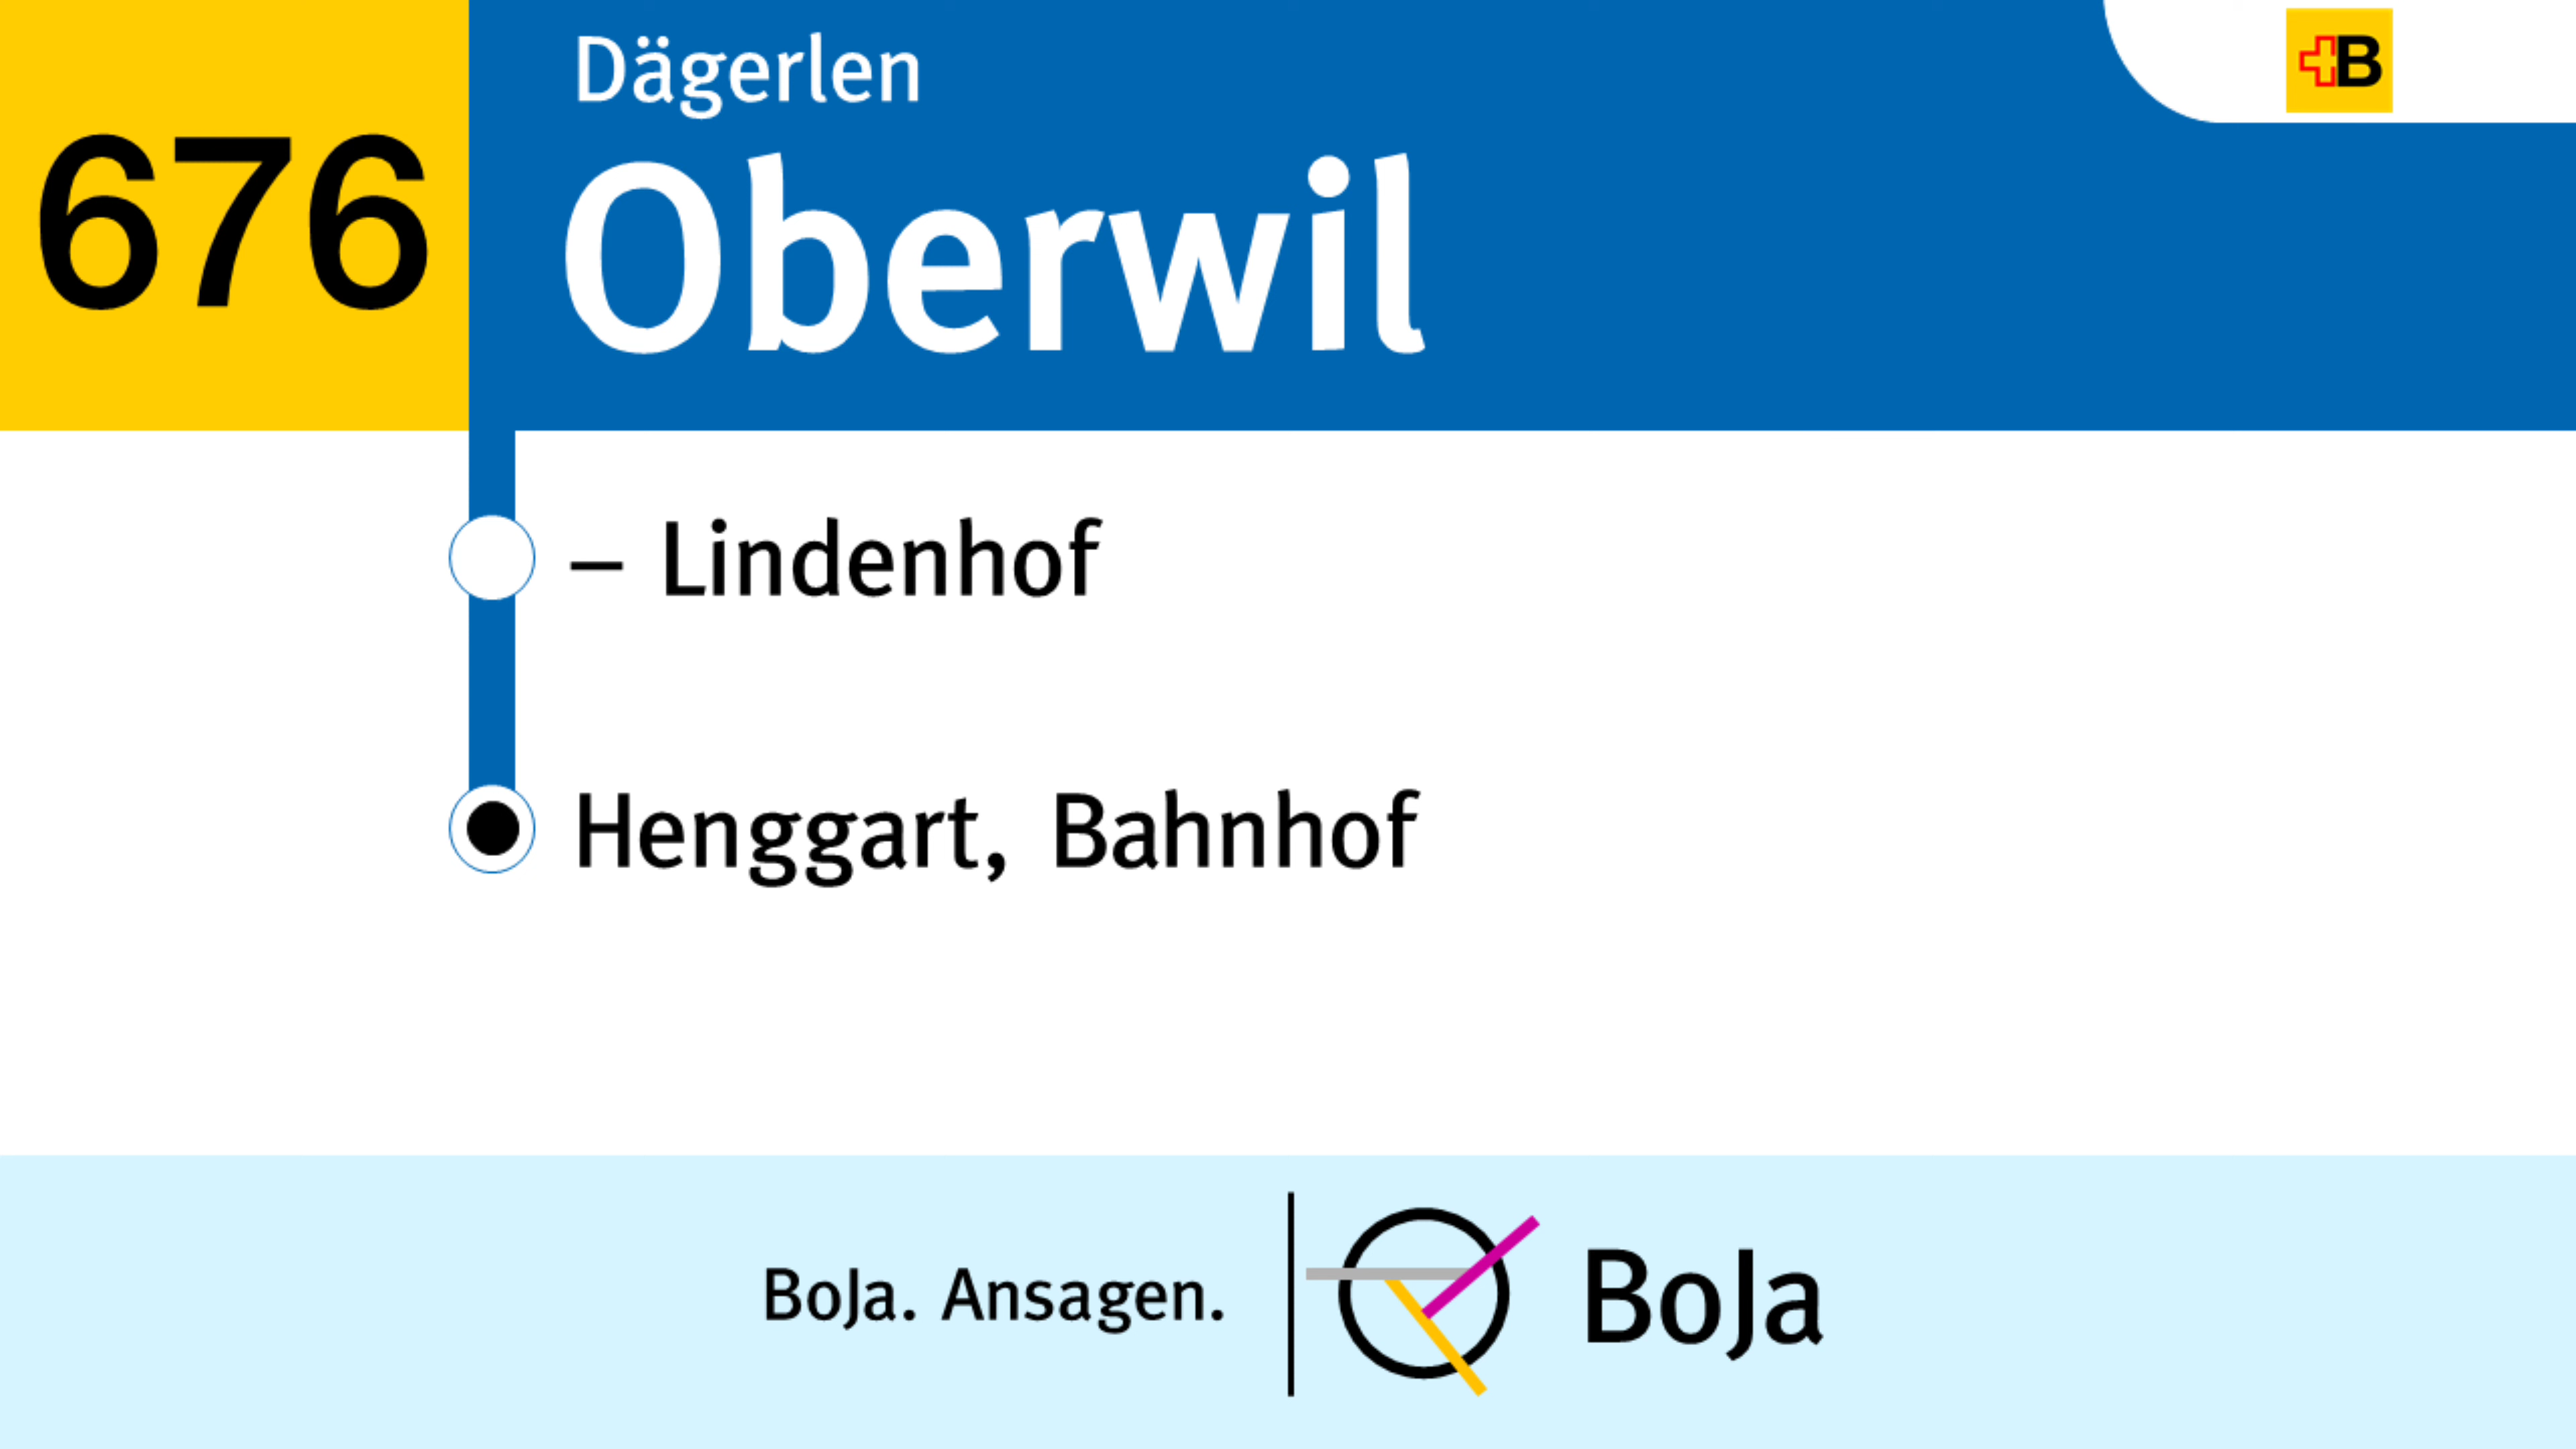 676
Dägerlen
Oberwil
B
– Lindenhof
Henggart, Bahnhof
BoJa. Ansagen.
BoJa